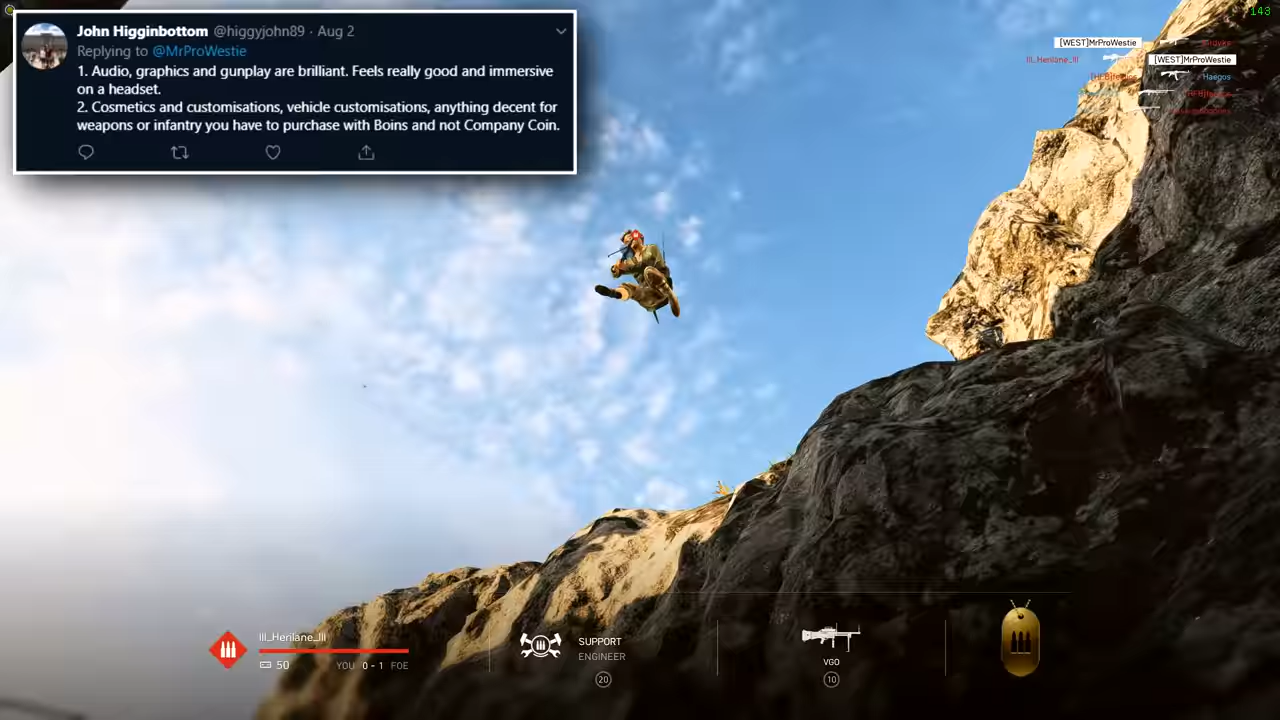 John Higginbottom @higgyjohn89 · Aug 2
Replying to @MrProWestie
1. Audio, graphics and gunplay are brilliant. Feels really good and immersive
on a headset.
2. Cosmetics and customisations, vehicle customisations, anything decent for
weapons or infantry you have to purchase with Boins and not Company Coin.
143
[WEST]MrProWestie
III_Herilane_III [WEST]MrProWestie
Haegos
III_Herilane_III
50 YOU 0 - 1 FOE
SUPPORT
ENGINEER
20
VGO
10